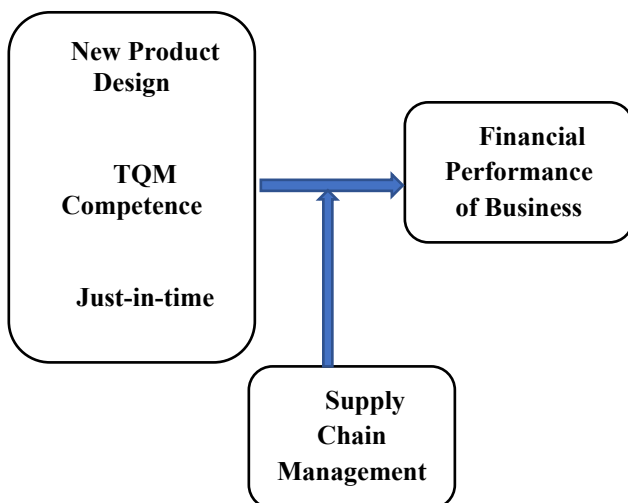 New Product
Design
TQM
Competence
Just-in-time
Financial
Performance
of Business
Supply
Chain
Management